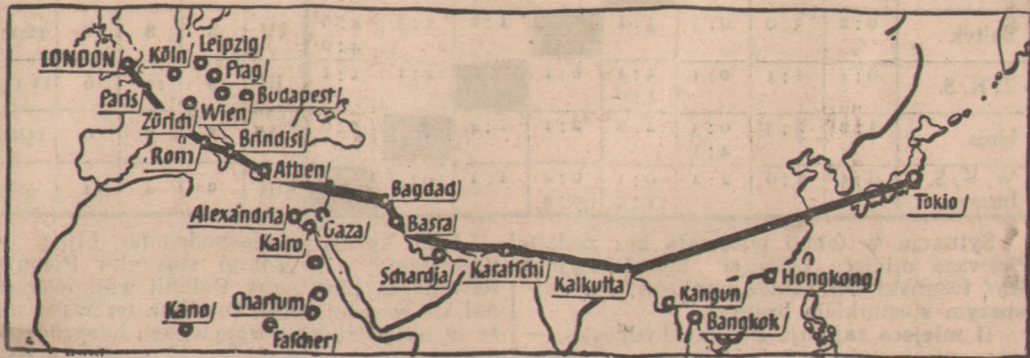 LONDON
Köln
Leipzig
Prag
Paris
Wien
Budapest
Zürich
Brindisi
Rom
Athen
Bagdad
Alexandria
Gaza
Basra
Tokio
Kairo
Schardja
Karatschi
Kalkutta
Hongkong
Kangun
Chartum
Kano
Bangkok
Fascher